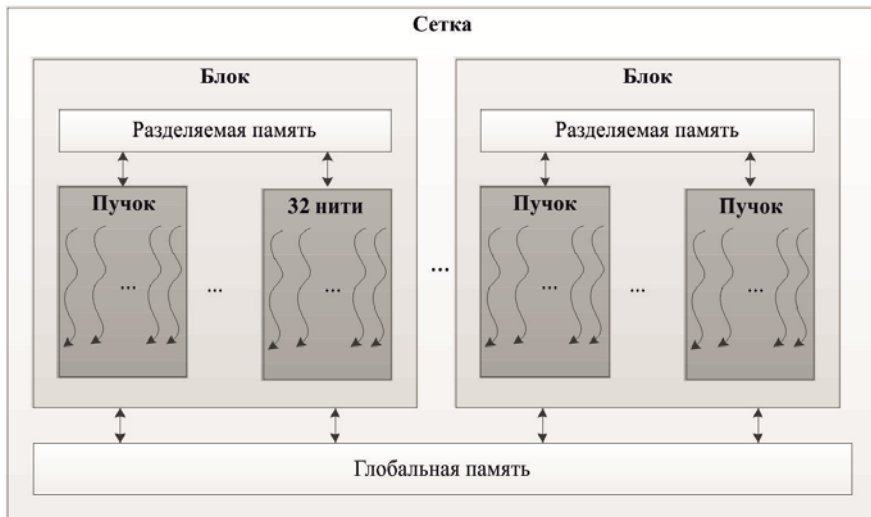 Сетка
Блок
Разделяемая память
Пучок
...
32 нити
...
...
...
Блок
Разделяемая память
Пучок
...
Пучок
...
...
Глобальная память